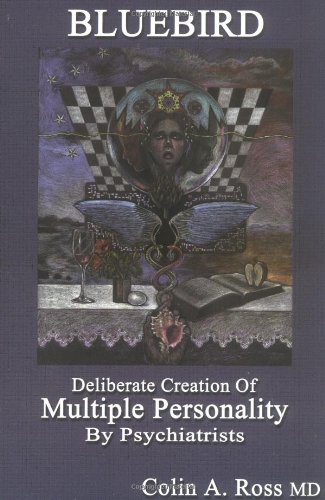 BLUEBIRD
Deliberate Creation Of
Multiple Personality
By Psychiatrists
Colin A. Ross MD